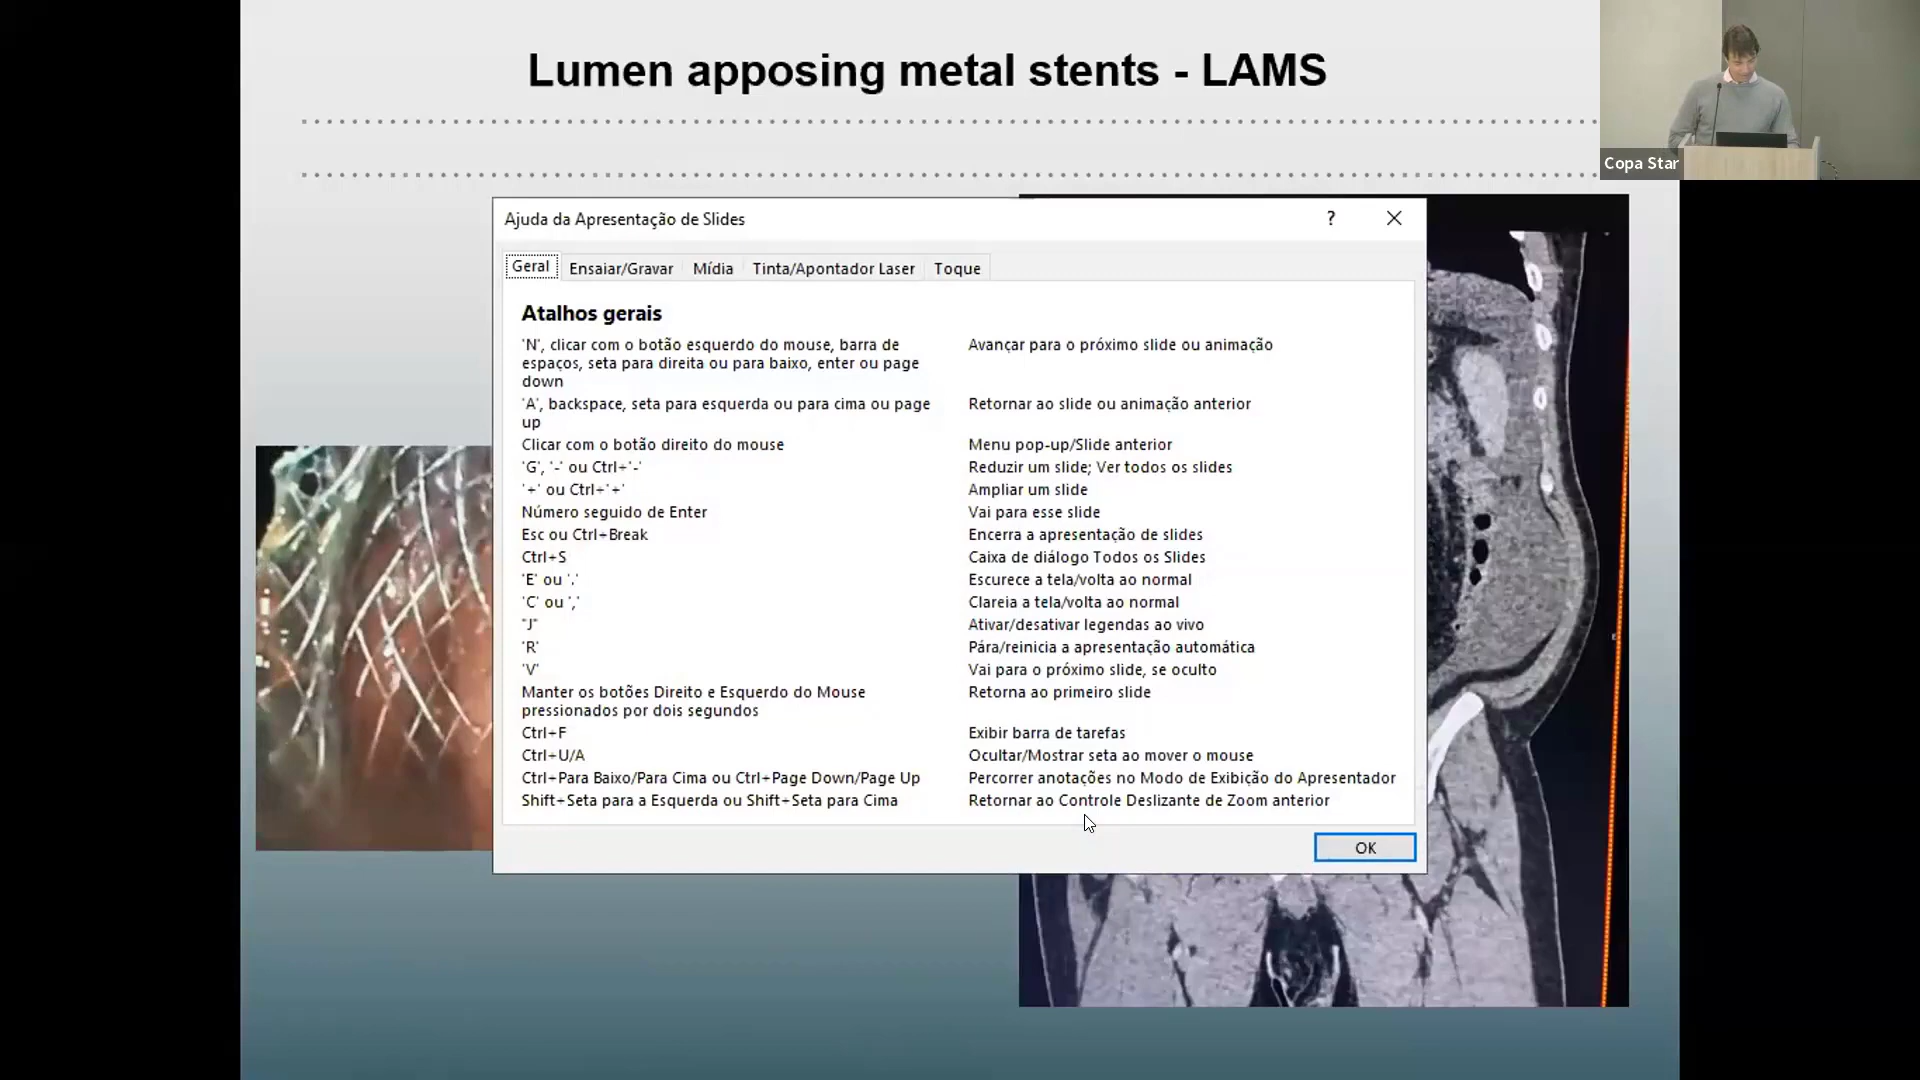 Lumen apposing metal stents - LAMS
Copa Star
Ajuda da Apresentação de Slides
?
Geral
Ensaiar/Gravar
Mídia
Tinta/Apontador Laser
Toque
Atalhos gerais
'N', clicar com o botão esquerdo do mouse, barra de
espaços, seta para direita ou para baixo, enter ou page
down
Avançar para o próximo slide ou animação
'A', backspace, seta para esquerda ou para cima ou page
up
Retornar ao slide ou animação anterior
Clicar com o botão direito do mouse
Menu pop-up/Slide anterior
'G', '-' ou Ctrl+'-'
Reduzir um slide; Ver todos os slides
'+' ou Ctrl+'+'
Ampliar um slide
Número seguido de Enter
Vai para esse slide
Esc ou Ctrl+Break
Encerra a apresentação de slides
Ctrl+S
Caixa de diálogo Todos os Slides
'E' ou '.'
Escurece a tela/volta ao normal
'C' ou ','
Clareia a tela/volta ao normal
"J"
Ativar/desativar legendas ao vivo
'R'
Pára/reinicia a apresentação automática
'V'
Vai para o próximo slide, se oculto
Manter os botões Direito e Esquerdo do Mouse
pressionados por dois segundos
Retorna ao primeiro slide
Ctrl+F
Exibir barra de tarefas
Ctrl+U/A
Ocultar/Mostrar seta ao mover o mouse
Ctrl+Para Baixo/Para Cima ou Ctrl+Page Down/Page Up
Percorrer anotações no Modo de Exibição do Apresentador
Shift+Seta para a Esquerda ou Shift+Seta para Cima
Retornar ao Controle Deslizante de Zoom anterior
OK